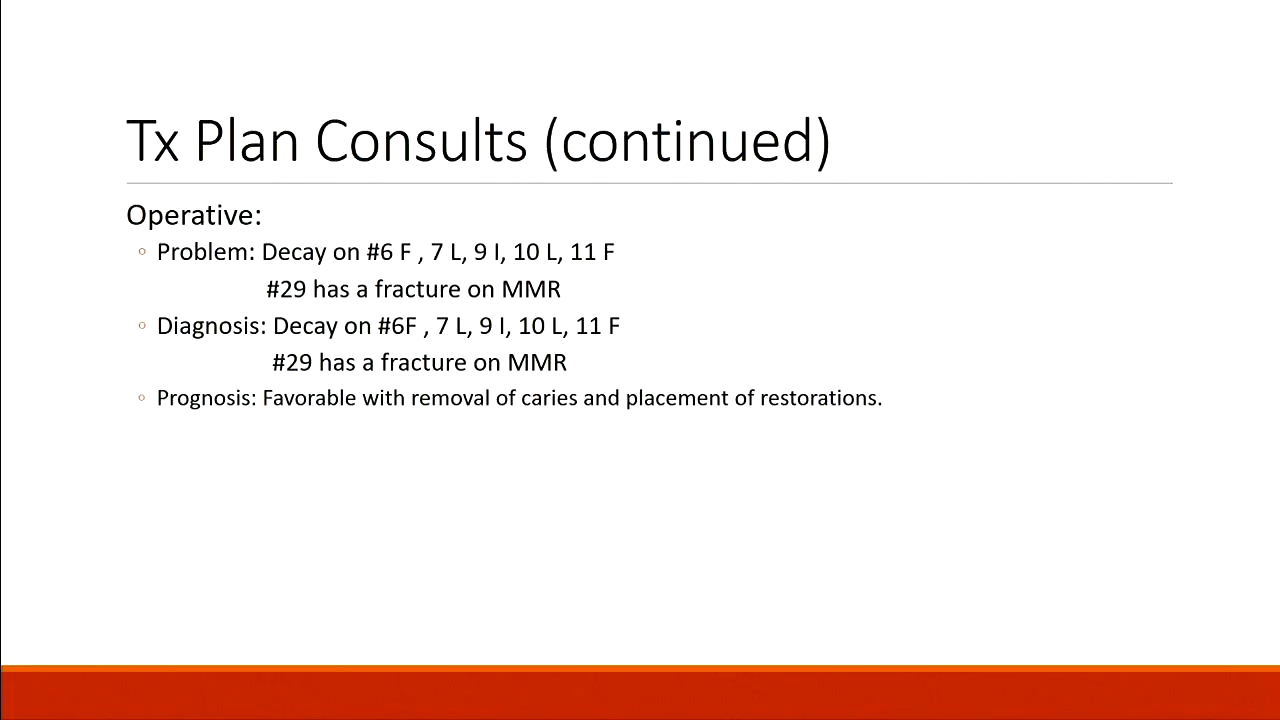 Tx Plan Consults (continued)
Operative:
◦ Problem: Decay on #6 F , 7 L, 9 I, 10 L, 11 F
#29 has a fracture on MMR
◦ Diagnosis: Decay on #6F , 7 L, 9 I, 10 L, 11 F
#29 has a fracture on MMR
◦ Prognosis: Favorable with removal of caries and placement of restorations.